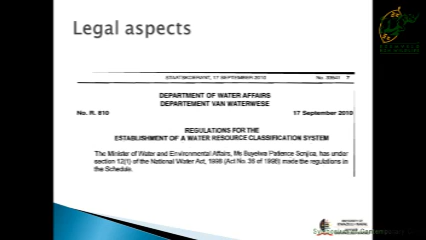 Legal aspects
STAATSKOERANT, 17 SEPTEMBER 2010 No. 33541 7
DEPARTMENT OF WATER AFFAIRS
DEPARTEMENT VAN WATERWESE
No. R. 810 17 September 2010
REGULATIONS FOR THE
ESTABLISHMENT OF A WATER RESOURCE CLASSIFICATION SYSTEM
The Minister of Water and Environmental Affairs, Ms Buyelwa Patience Sonjica, has under
section 12(1) of the National Water Act, 1998 (Act No. 36 of 1998) made the regulations in
the Schedule.